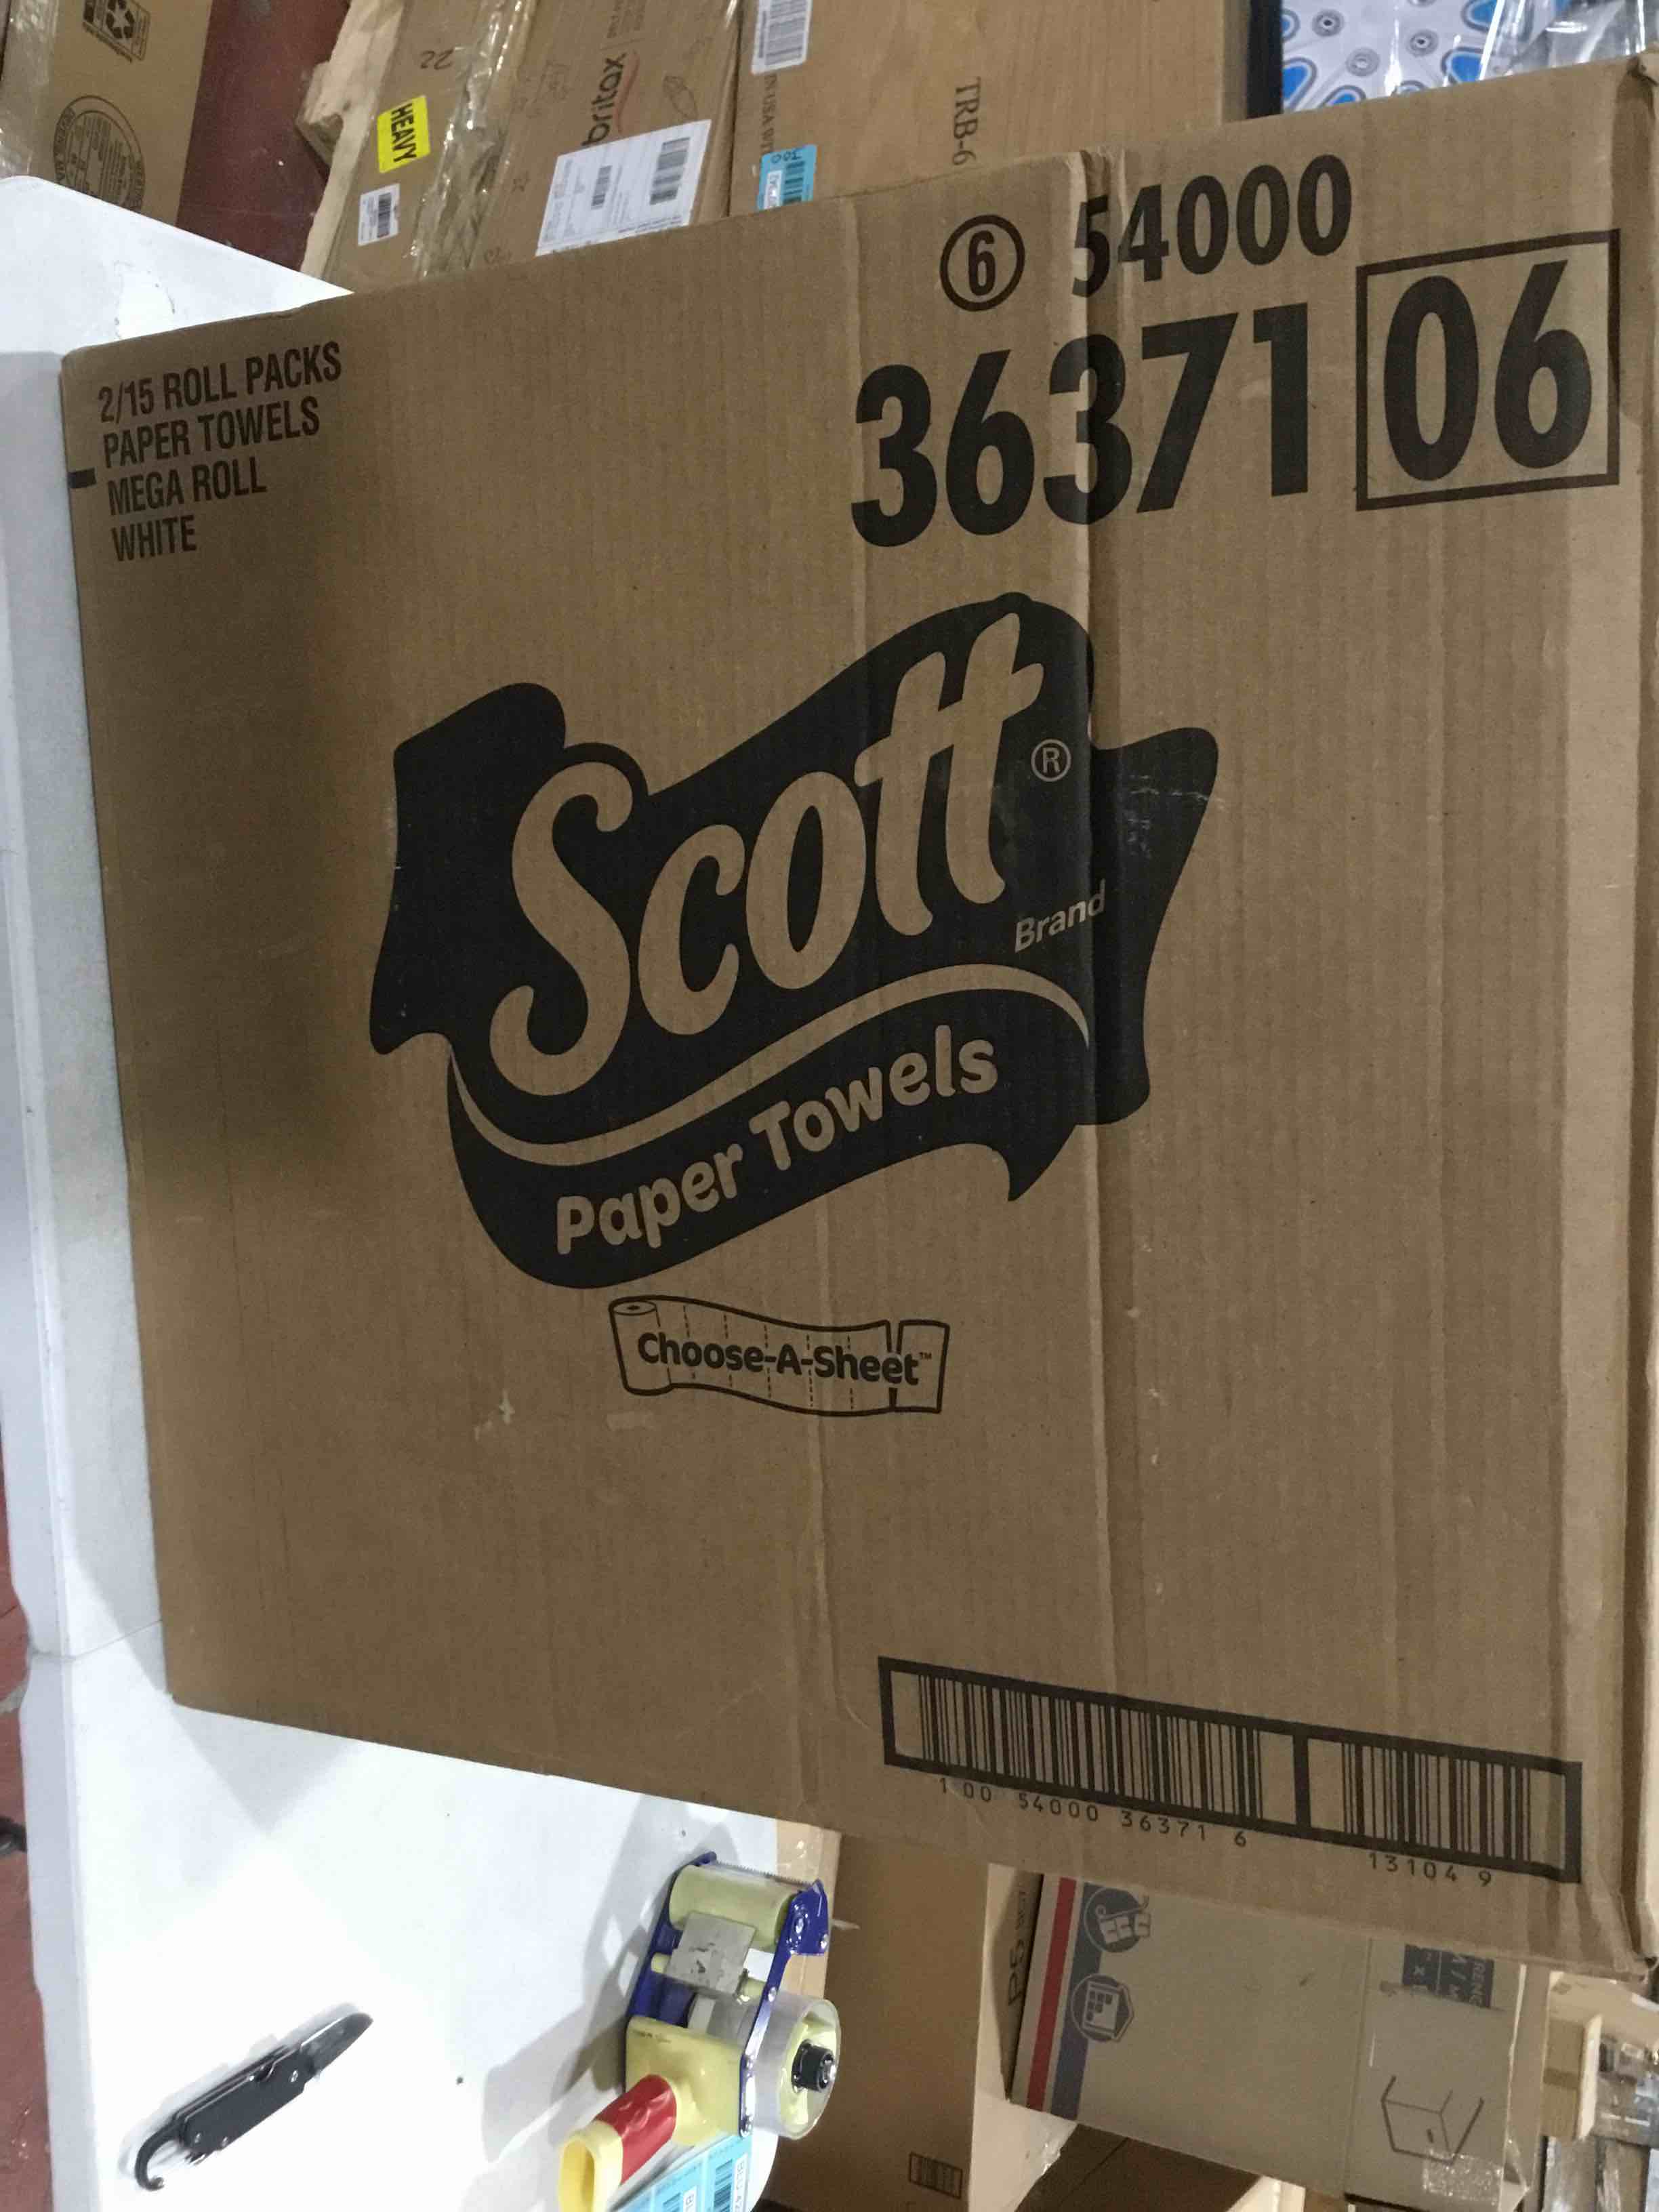 HEAVY
22
britax
TRB-6
6 54000
36371 06
2/15 ROLL PACKS
PAPER TOWELS
MEGA ROLL
WHITE
Scott®
Brand
Paper Towels
Choose-A-Sheet™
1 00 54000 36371 6
13104 9